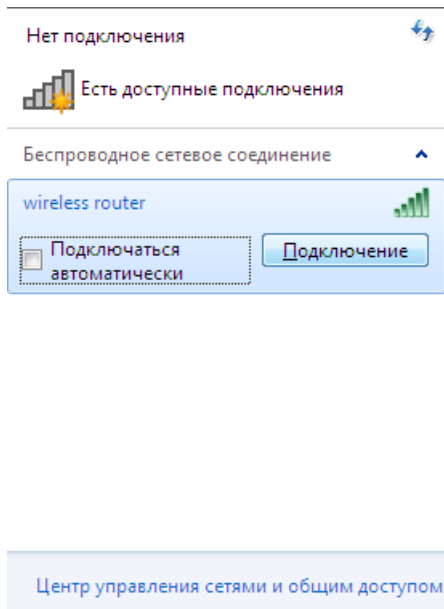 Нет подключения
Есть доступные подключения
Беспроводное сетевое соединение
wireless router
Подключаться
автоматически
Подключение
Центр управления сетями и общим доступом